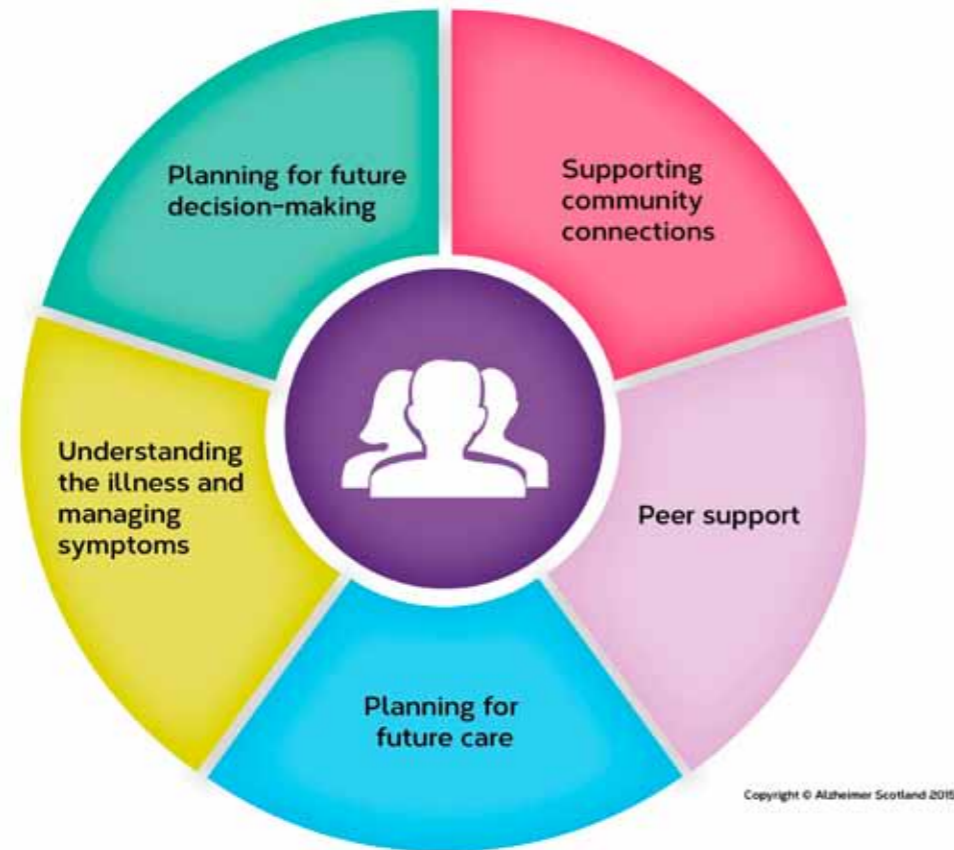 Planning for future
decision-making
Supporting
community
connections
Understanding
the illness and
managing
symptoms
Peer support
Planning for
future care
Copyright © Alzheimer Scotland 2015